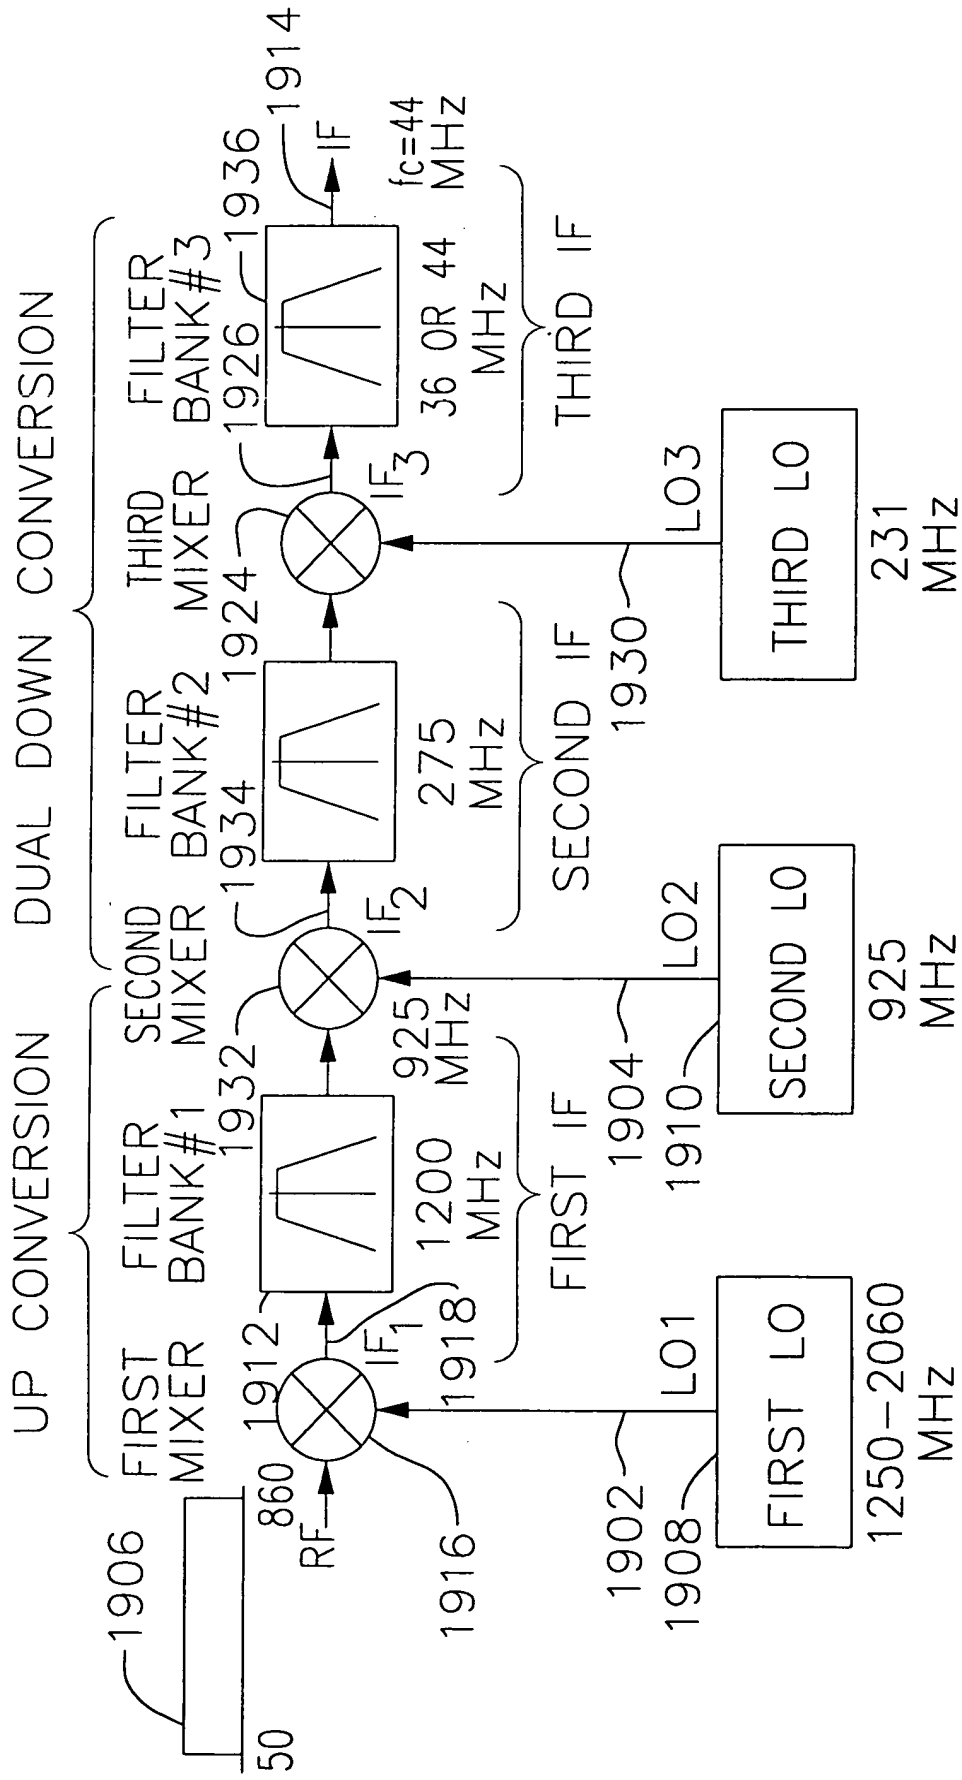 UP CONVERSION
DUAL DOWN CONVERSION
1906
50
860
FIRST
MIXER
FILTER
BANK#1
SECOND
MIXER
FILTER
BANK#2
THIRD
MIXER
FILTER
BANK#3
1912
1932
1934
1924
1926
1936
1914
RF
IF1
IF2
IF3
IF
1916
1918
1200
MHz
925
MHz
275
MHz
36 OR 44
MHz
fc=44
MHz
FIRST IF
SECOND IF
THIRD IF
1902
LO1
1904
LO2
1930
LO3
1908
1910
FIRST LO
SECOND LO
THIRD LO
1250-2060
MHz
925
MHz
231
MHz